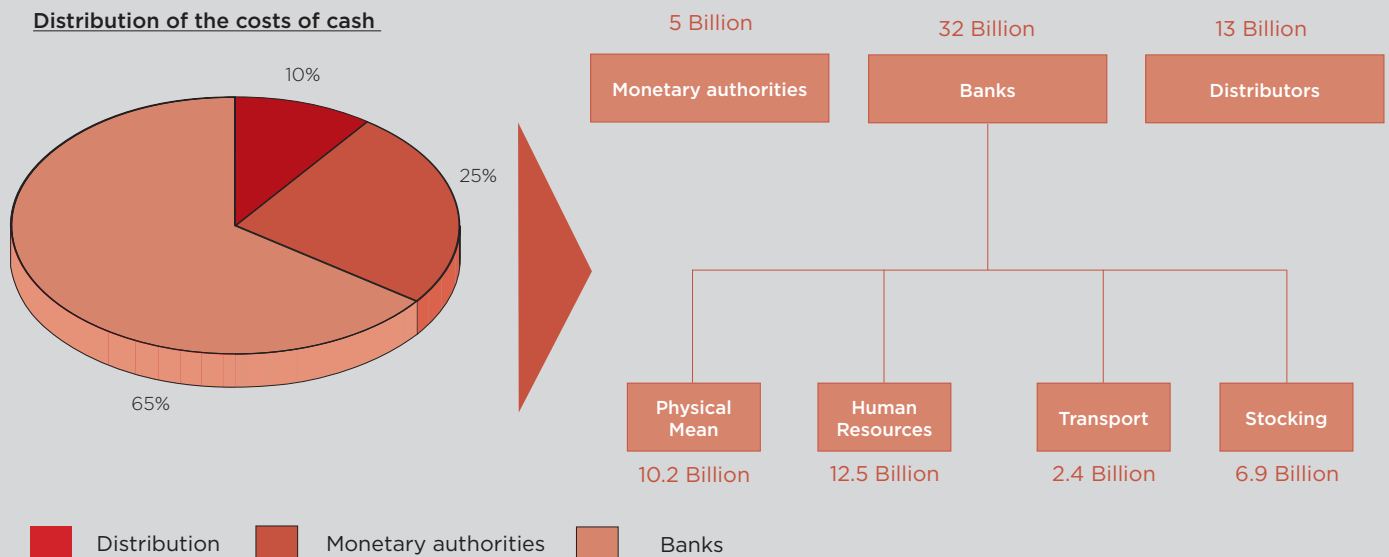 Distribution of the costs of cash
10%
25%
65%
5 Billion
32 Billion
13 Billion
Monetary authorities
Banks
Distributors
Physical
Mean
Human
Resources
Transport
Stocking
10.2 Billion
12.5 Billion
2.4 Billion
6.9 Billion
Distribution
Monetary authorities
Banks